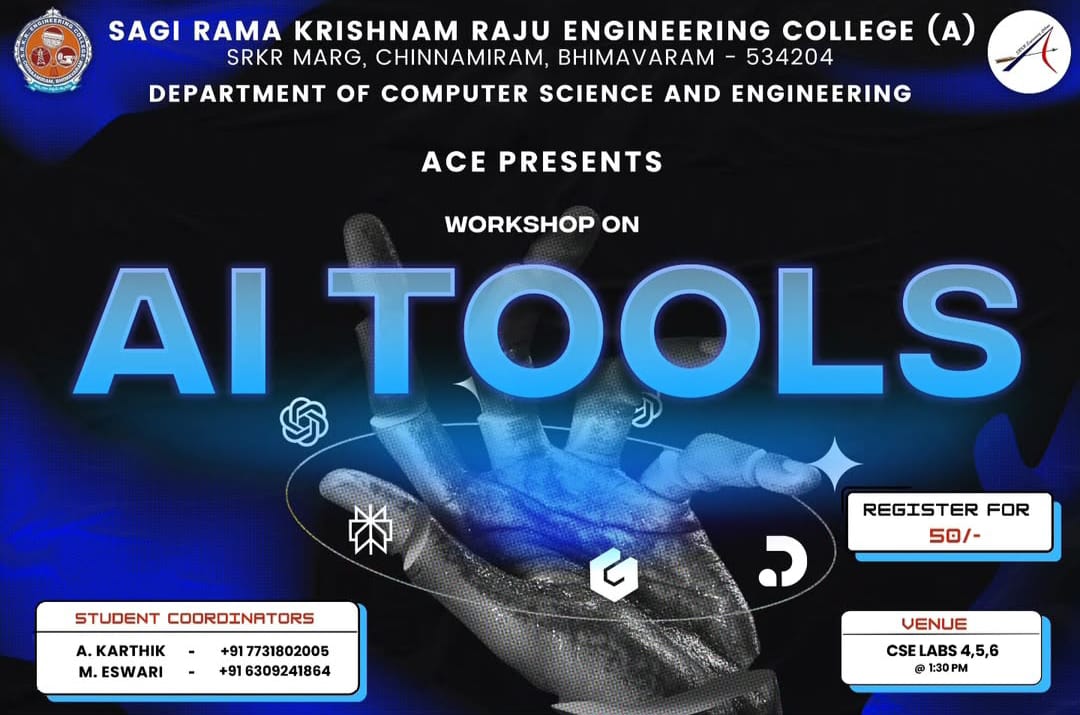 SAGI RAMA KRISHNAM RAJU ENGINEERING COLLEGE (A)
SRKR MARG, CHINNAMIRAM, BHIMAVARAM - 534204
DEPARTMENT OF COMPUTER SCIENCE AND ENGINEERING
ACE PRESENTS
WORKSHOP ON
AI TOOLS
REGISTER FOR
50/-
STUDENT COORDINATORS
A. KARTHIK - +91 7731802005
M. ESWARI - +91 6309241864
VENUE
CSE LABS 4,5,6
@ 1:30 PM